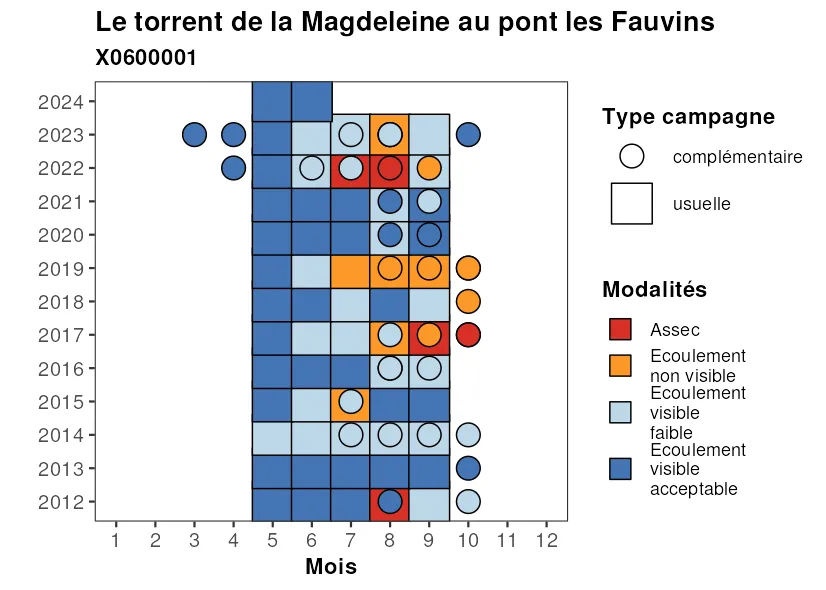 Le torrent de la Magdeleine au pont les Fauvins
X0600001
2024
2023
2022
2021
2020
2019
2018
2017
2016
2015
2014
2013
2012
1 2 3 4 5 6 7 8 9 10 11 12
Mois
Type campagne
complémentaire
usuelle
Modalités
Assec
Ecoulement
non visible
Ecoulement
visible
faible
Ecoulement
visible
acceptable